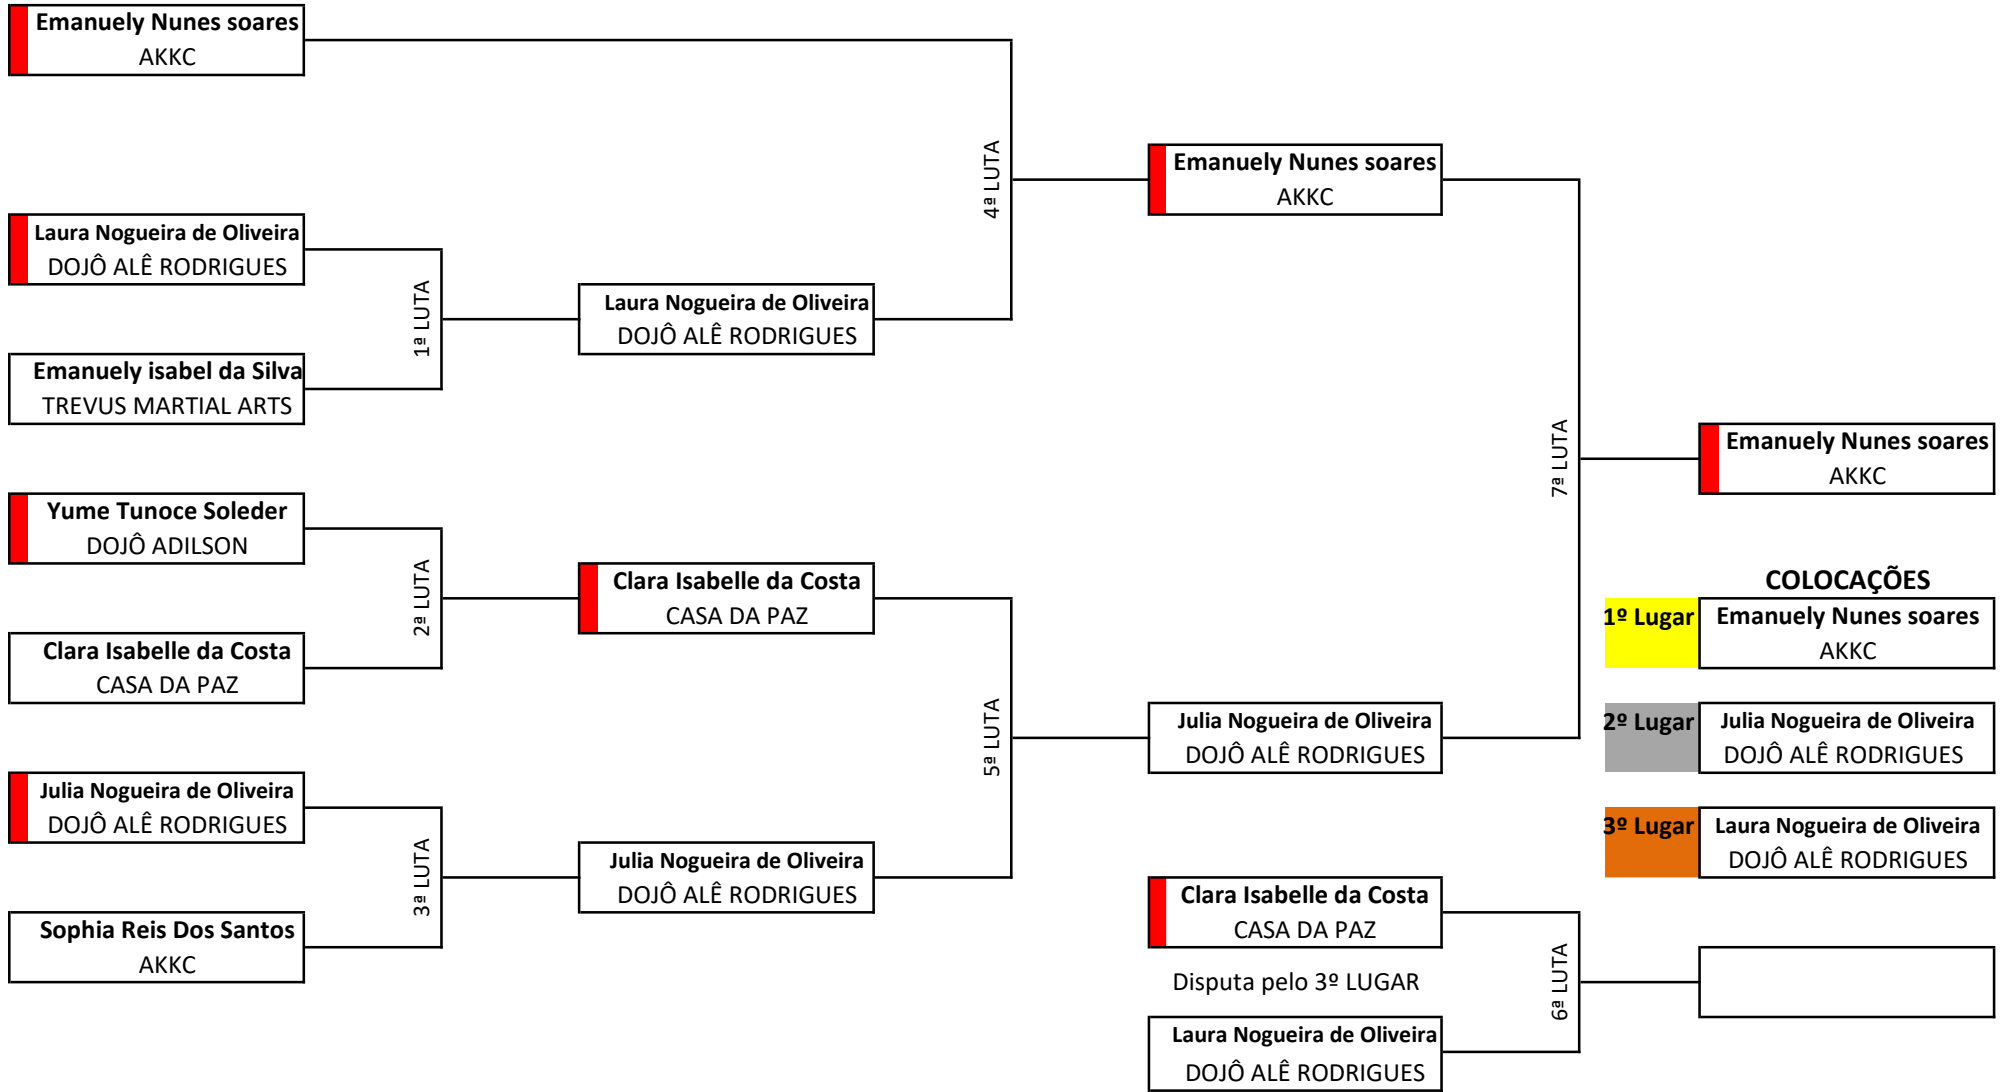 Emanuely Nunes soares
AKKC
Laura Nogueira de Oliveira
DOJÔ ALÊ RODRIGUES
1ª LUTA
Emanuely isabel da Silva
TREVUS MARTIAL ARTS
Yume Tunoce Soleder
DOJÔ ADILSON
2ª LUTA
Clara Isabelle da Costa
CASA DA PAZ
Julia Nogueira de Oliveira
DOJÔ ALÊ RODRIGUES
3ª LUTA
Sophia Reis Dos Santos
AKKC
Laura Nogueira de Oliveira
DOJÔ ALÊ RODRIGUES
4ª LUTA
Clara Isabelle da Costa
CASA DA PAZ
5ª LUTA
Julia Nogueira de Oliveira
DOJÔ ALÊ RODRIGUES
Emanuely Nunes soares
AKKC
7ª LUTA
Julia Nogueira de Oliveira
DOJÔ ALÊ RODRIGUES
Clara Isabelle da Costa
CASA DA PAZ
Disputa pelo 3º LUGAR
6ª LUTA
Laura Nogueira de Oliveira
DOJÔ ALÊ RODRIGUES
Emanuely Nunes soares
AKKC
COLOCAÇÕES
1º Lugar Emanuely Nunes soares
AKKC
2º Lugar Julia Nogueira de Oliveira
DOJÔ ALÊ RODRIGUES
3º Lugar Laura Nogueira de Oliveira
DOJÔ ALÊ RODRIGUES